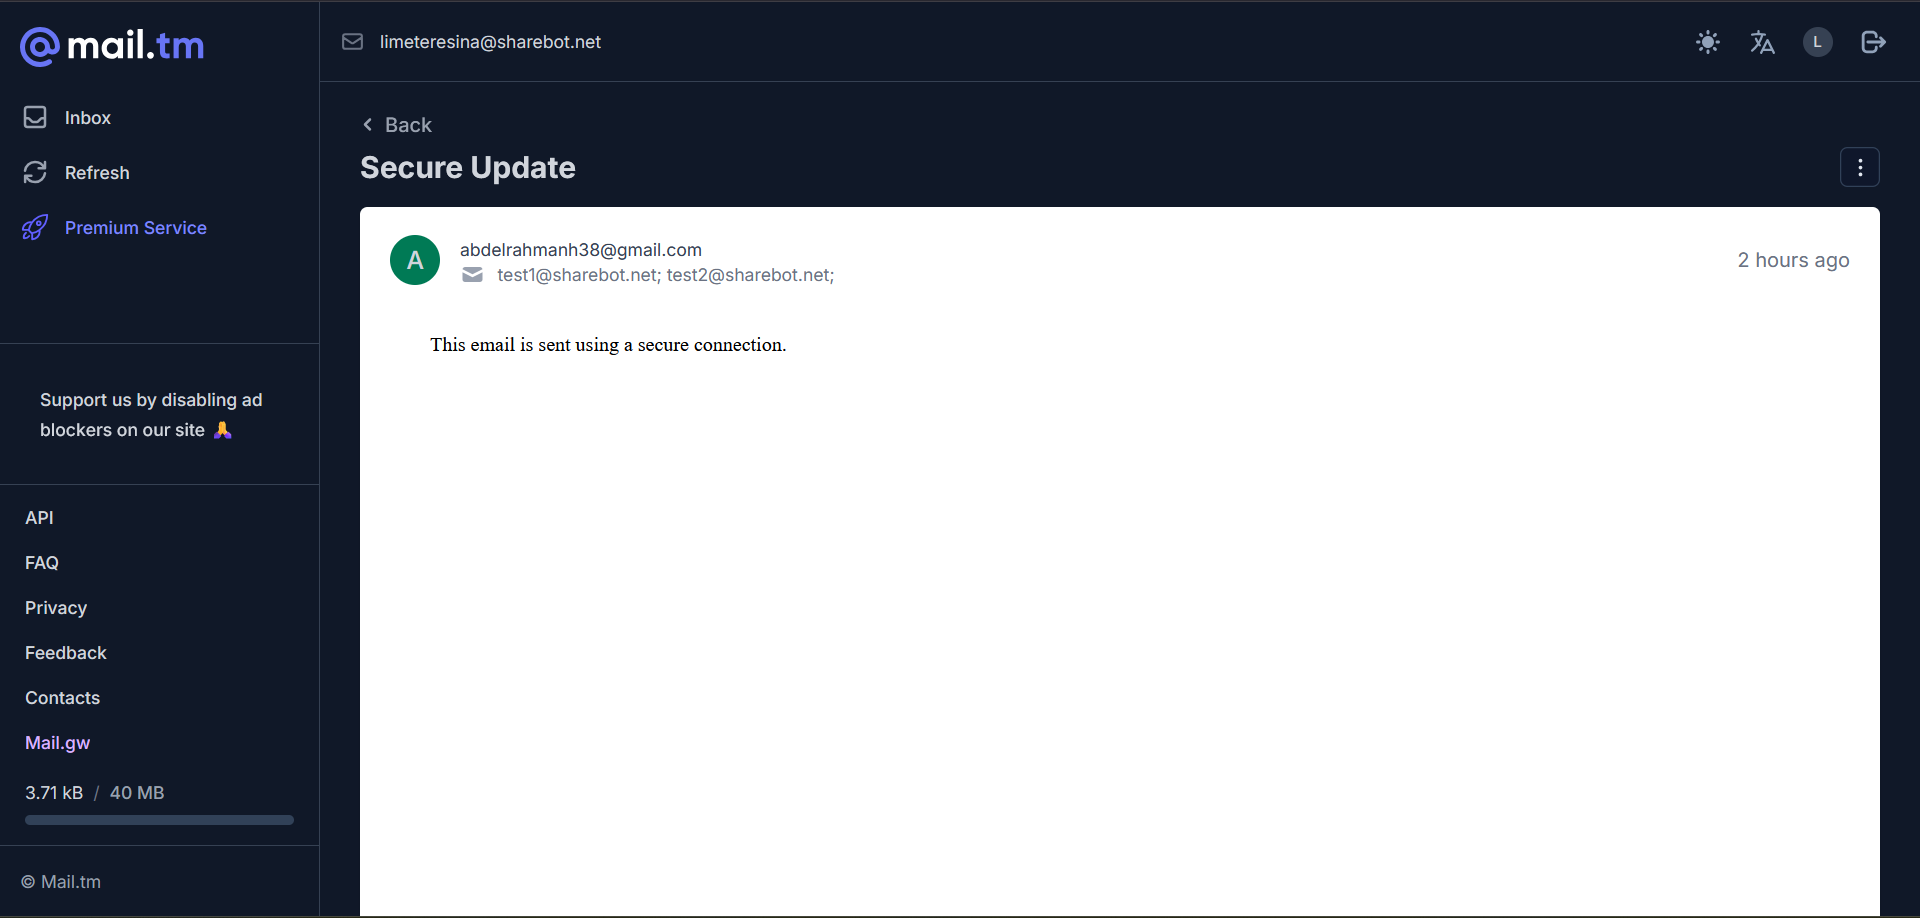 mail.tm
Inbox
Refresh
Premium Service
Support us by disabling ad
blockers on our site 🙏
API
FAQ
Privacy
Feedback
Contacts
Mail.gw
3.71 kB / 40 MB
© Mail.tm
limeteresina@sharebot.net
L
Back
Secure Update
A
abdelrahmanh38@gmail.com
2 hours ago
test1@sharebot.net; test2@sharebot.net;
This email is sent using a secure connection.